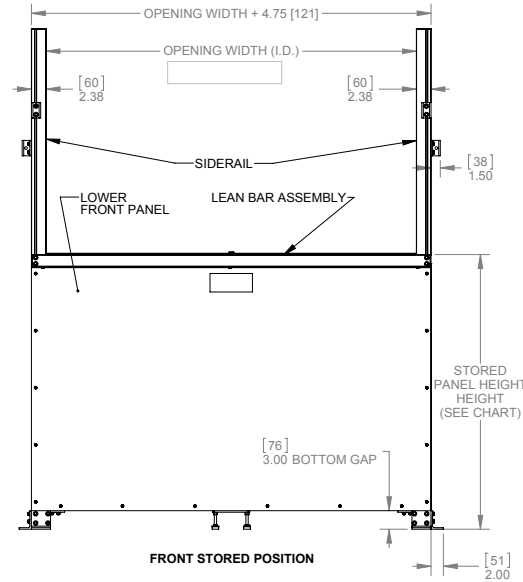 OPENING WIDTH + 4.75 [121]
OPENING WIDTH (I.D.)
[60]
2.38
[60]
2.38
[38]
1.50
SIDERAIL
LOWER
FRONT PANEL
LEAN BAR ASSEMBLY
STORED
PANEL HEIGHT
HEIGHT
(SEE CHART)
[76]
3.00 BOTTOM GAP
FRONT STORED POSITION
[51]
2.00